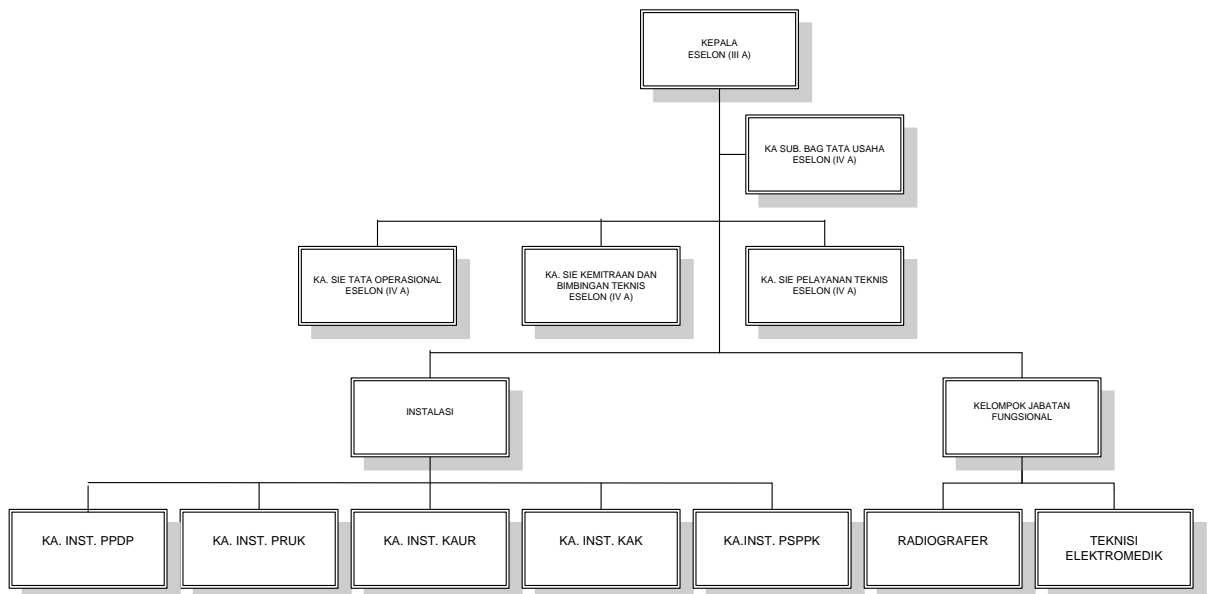 KEPALA
ESELON (III A)
KA SUB. BAG TATA USAHA
ESELON (IV A)
KA. SIE TATA OPERASIONAL
ESELON (IV A)
KA. SIE KEMITRAAN DAN
BIMBINGAN TEKNIS
ESELON (IV A)
KA. SIE PELAYANAN TEKNIS
ESELON (IV A)
INSTALASI
KELOMPOK JABATAN
FUNGSIONAL
KA. INST. PPDP
KA. INST. PRUK
KA. INST. KAUR
KA. INST. KAK
KA.INST. PSPPK
RADIOGRAFER
TEKNISI
ELEKTROMEDIK